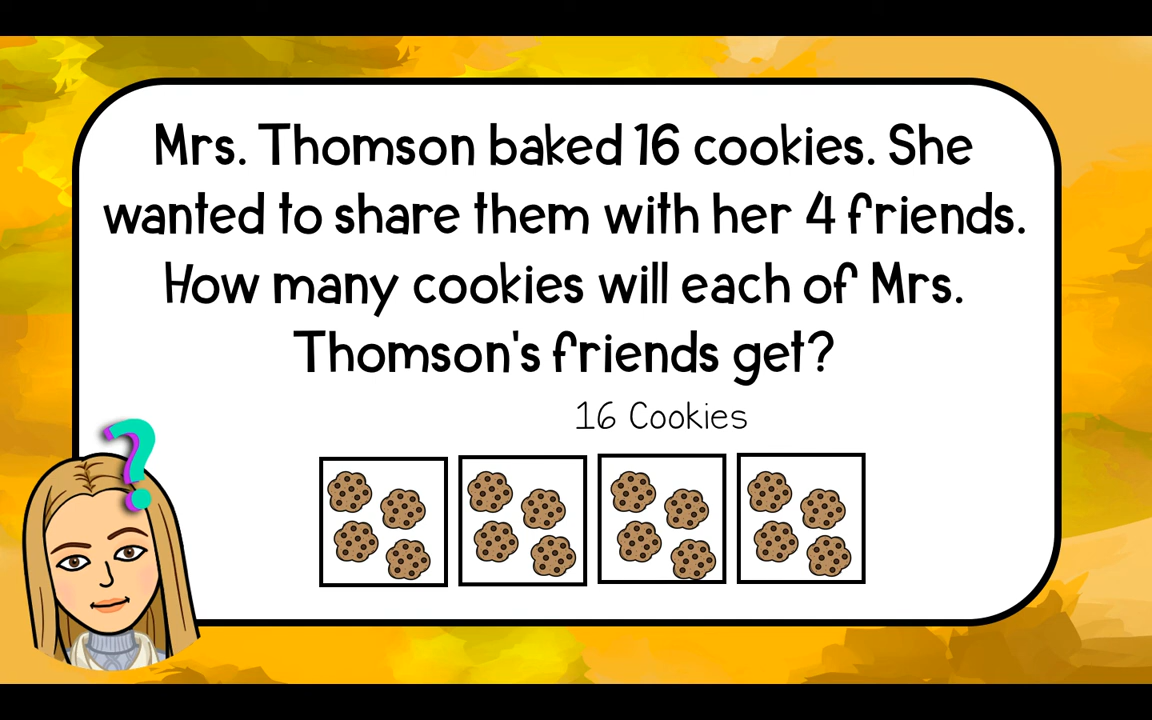 Mrs. Thomson baked 16 cookies. She
wanted to share them with her 4 friends.
How many cookies will each of Mrs.
Thomson's friends get?
16 Cookies
?